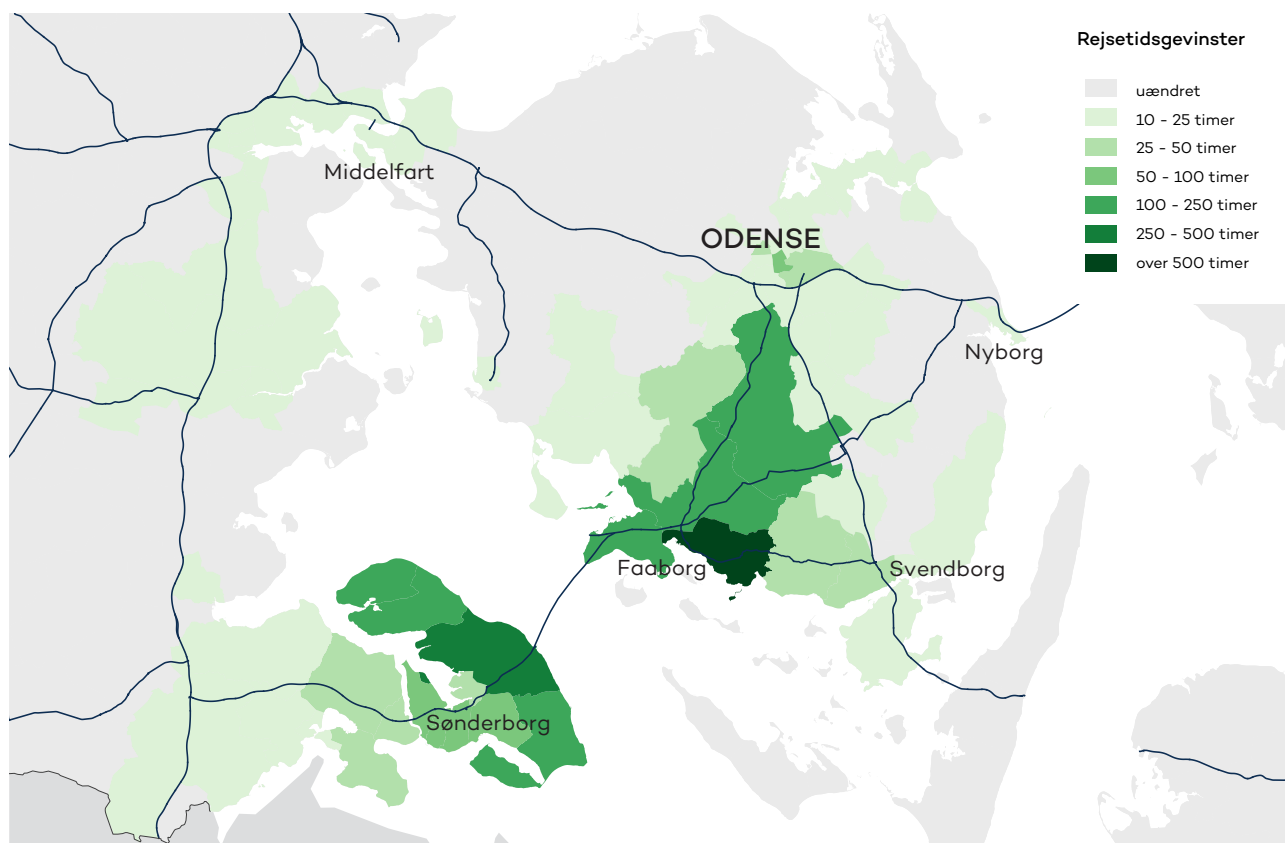 Rejsetidsgevinster
uændret
10 - 25 timer
25 - 50 timer
50 - 100 timer
100 - 250 timer
250 - 500 timer
over 500 timer
Middelfart
ODENSE
Nyborg
Faaborg
Svendborg
Sønderborg